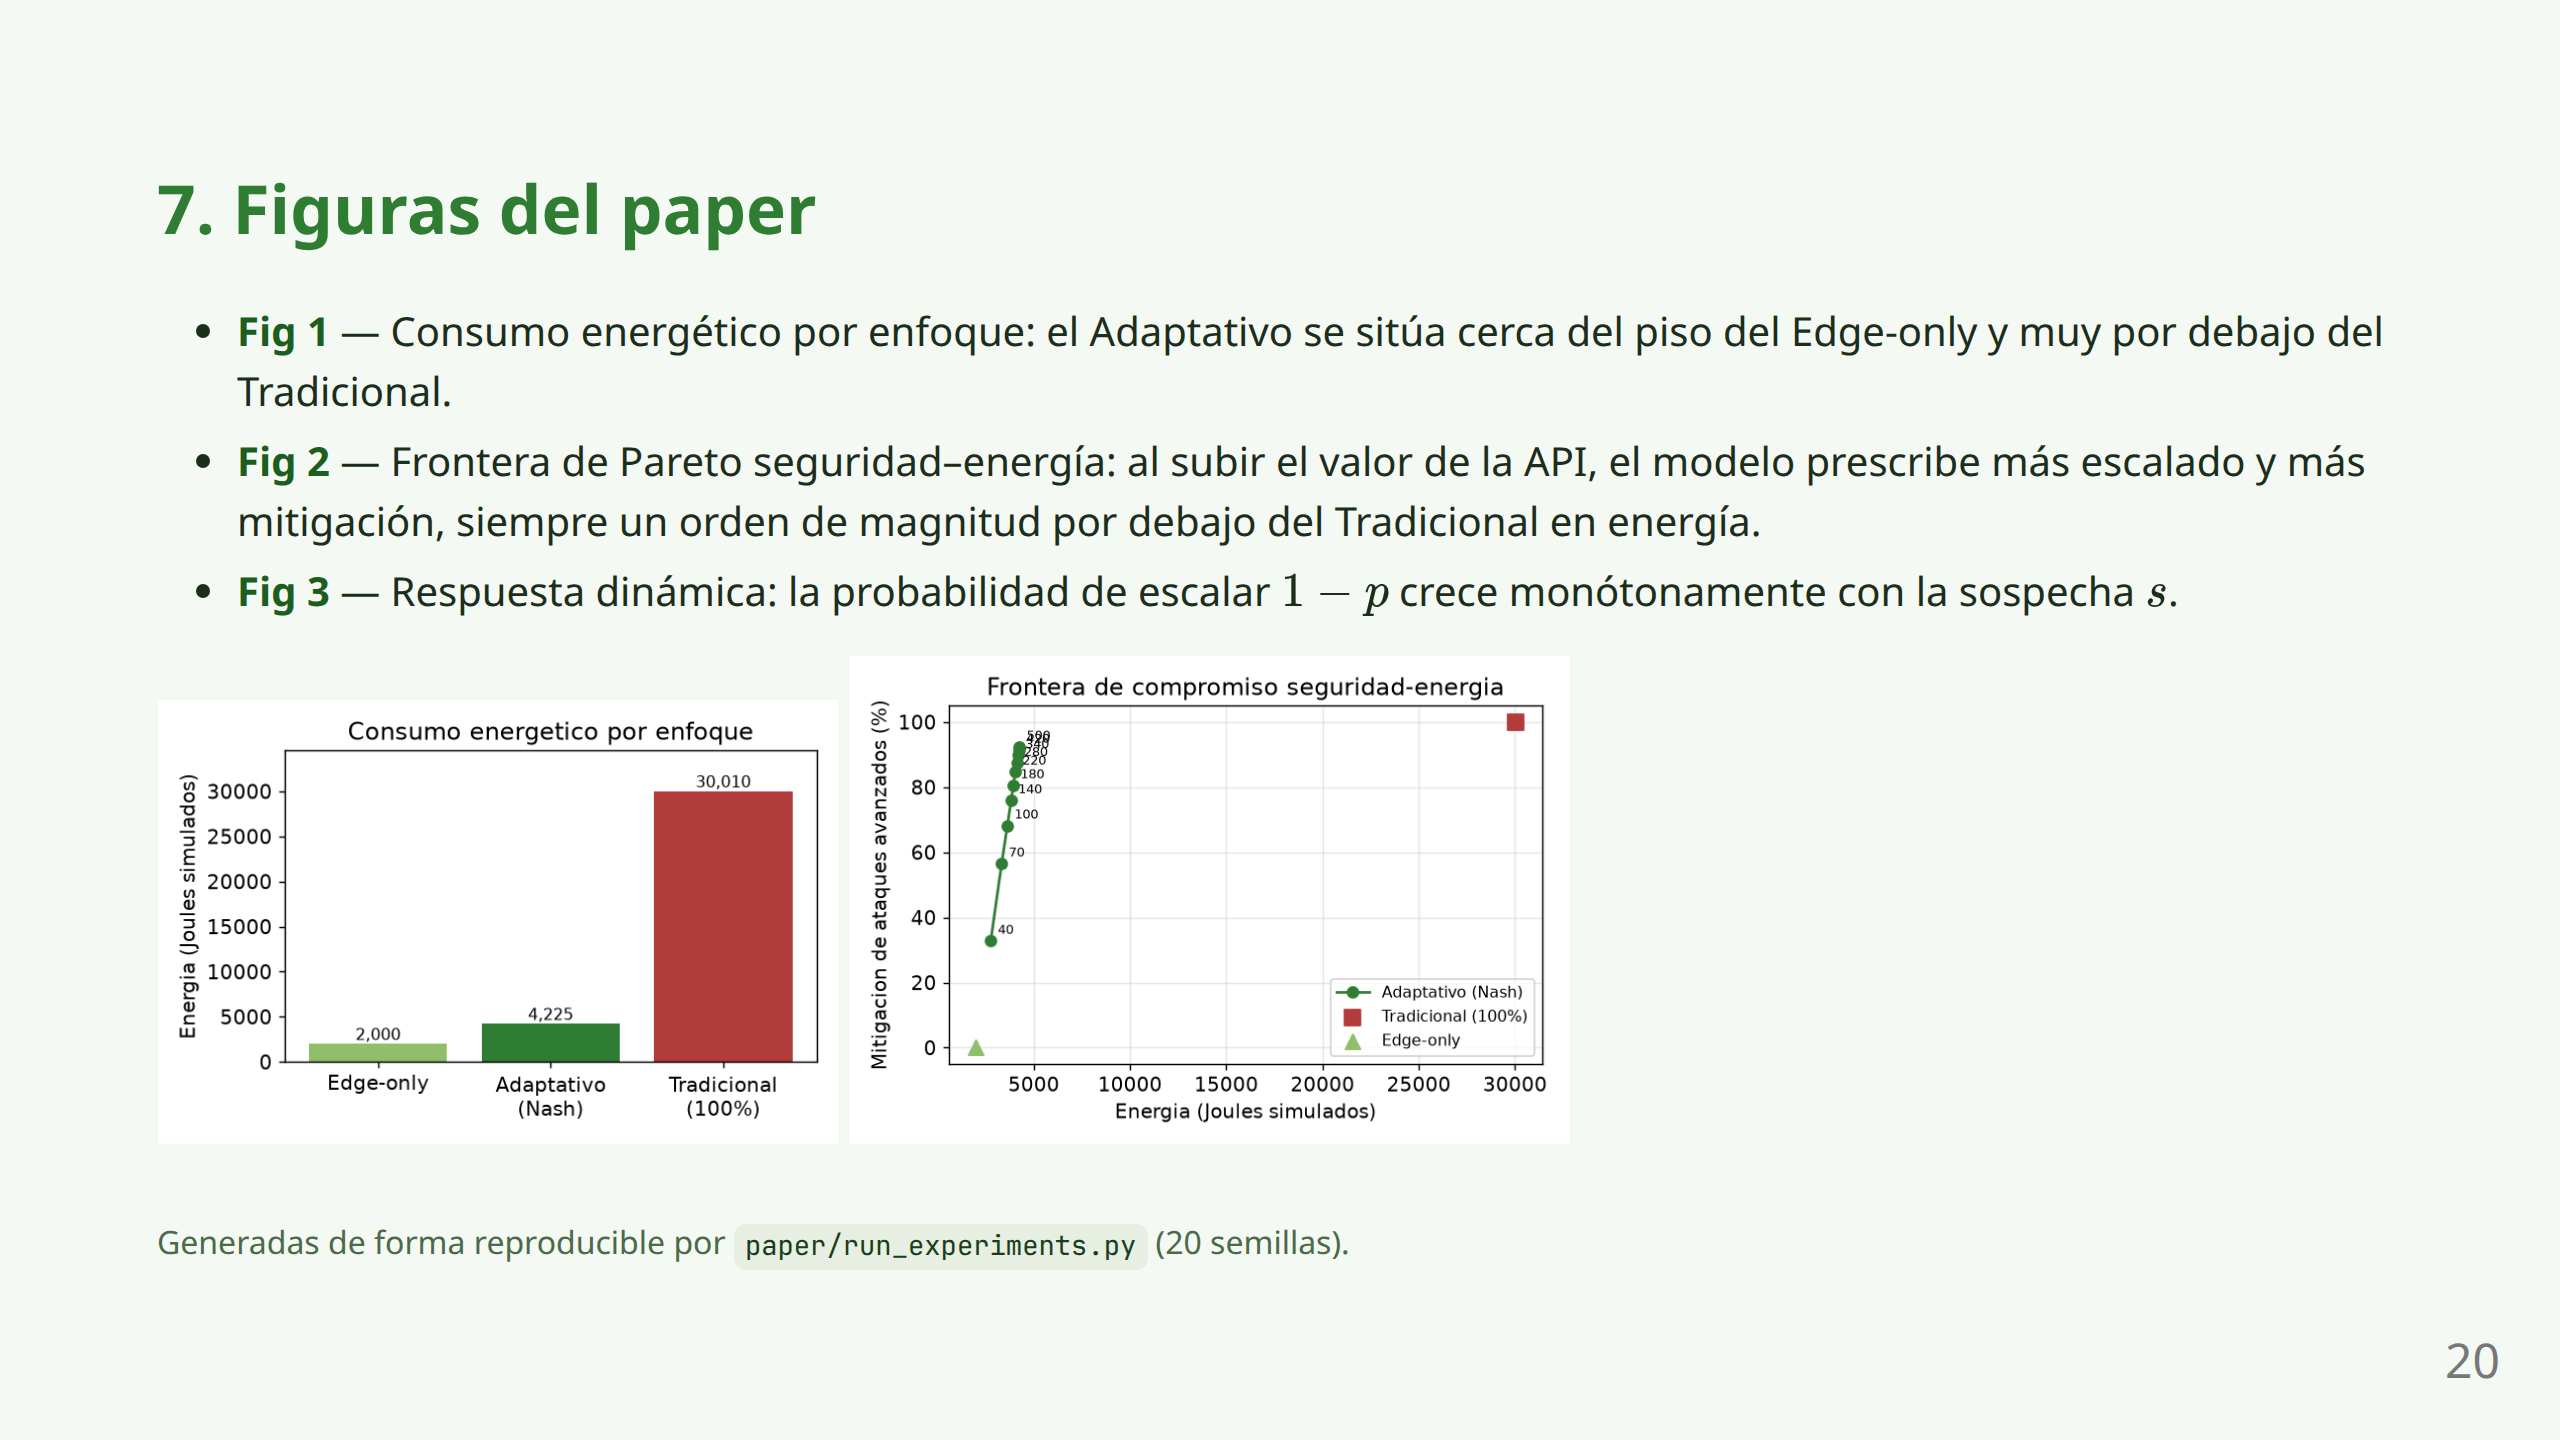 7. Figuras del paper
• Fig 1 — Consumo energético por enfoque: el Adaptativo se sitúa cerca del piso del Edge-only y muy por debajo del
Tradicional.
• Fig 2 — Frontera de Pareto seguridad–energía: al subir el valor de la API, el modelo prescribe más escalado y más
mitigación, siempre un orden de magnitud por debajo del Tradicional en energía.
• Fig 3 — Respuesta dinámica: la probabilidad de escalar 1 − p crece monótonamente con la sospecha s.
Consumo energetico por enfoque
Energia (Joules simulados)
30000
25000
20000
15000
10000
5000
0
2,000
4,225
30,010
Edge-only
Adaptativo
(Nash)
Tradicional
(100%)
Frontera de compromiso seguridad-energia
Mitigacion de ataques avanzados (%)
100
80
60
40
20
0
500
340
280
220
180
140
100
70
40
Adaptativo (Nash)
Tradicional (100%)
Edge-only
5000 10000 15000 20000 25000 30000
Energia (Joules simulados)
Generadas de forma reproducible por paper/run_experiments.py (20 semillas).
20